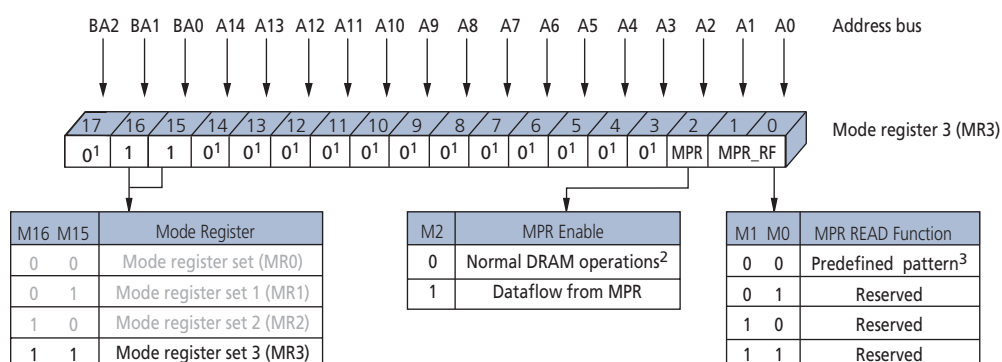 BA2 BA1 BA0 A14 A13 A12 A11 A10 A9 A8 A7 A6 A5 A4 A3 A2 A1 A0 Address bus
17 16 15 14 13 12 11 10 9 8 7 6 5 4 3 2 1 0 Mode register 3 (MR3)
0¹ 1 1 0¹ 0¹ 0¹ 0¹ 0¹ 0¹ 0¹ 0¹ 0¹ 0¹ 0¹ 0¹ MPR MPR_RF
M16 M15 Mode Register M2 MPR Enable M1 M0 MPR READ Function
0 0 Mode register set (MR0) 0 Normal DRAM operations² 0 0 Predefined pattern³
0 1 Mode register set 1 (MR1) 1 Dataflow from MPR 0 1 Reserved
1 0 Mode register set 2 (MR2) 1 0 Reserved
1 1 Mode register set 3 (MR3) 1 1 Reserved